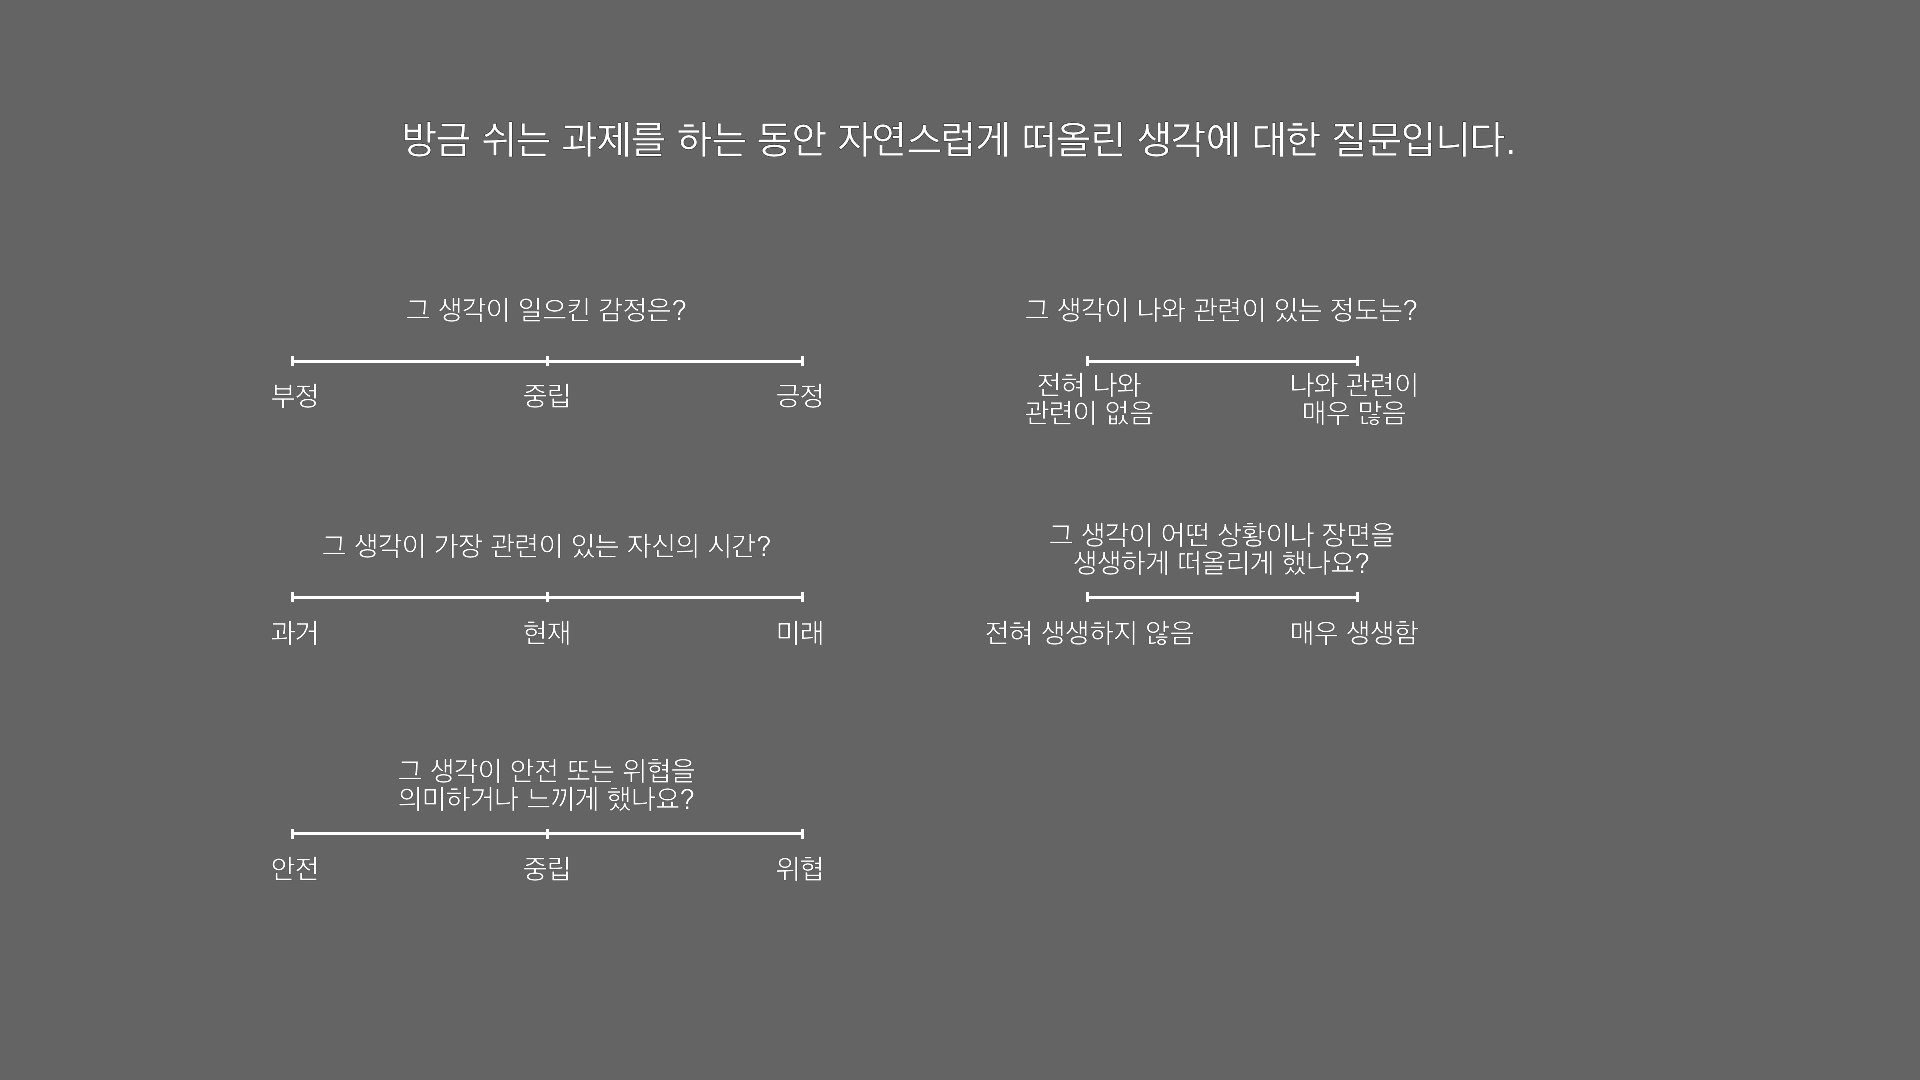 방금 쉬는 과제를 하는 동안 자연스럽게 떠올린 생각에 대한 질문입니다.
그 생각이 일으킨 감정은?
부정 중립 긍정
그 생각이 나와 관련이 있는 정도는?
전혀 나와
관련이 없음
나와 관련이
매우 많음
그 생각이 가장 관련이 있는 자신의 시간?
과거 현재 미래
그 생각이 어떤 상황이나 장면을
생생하게 떠올리게 했나요?
전혀 생생하지 않음 매우 생생함
그 생각이 안전 또는 위협을
의미하거나 느끼게 했나요?
안전 중립 위협